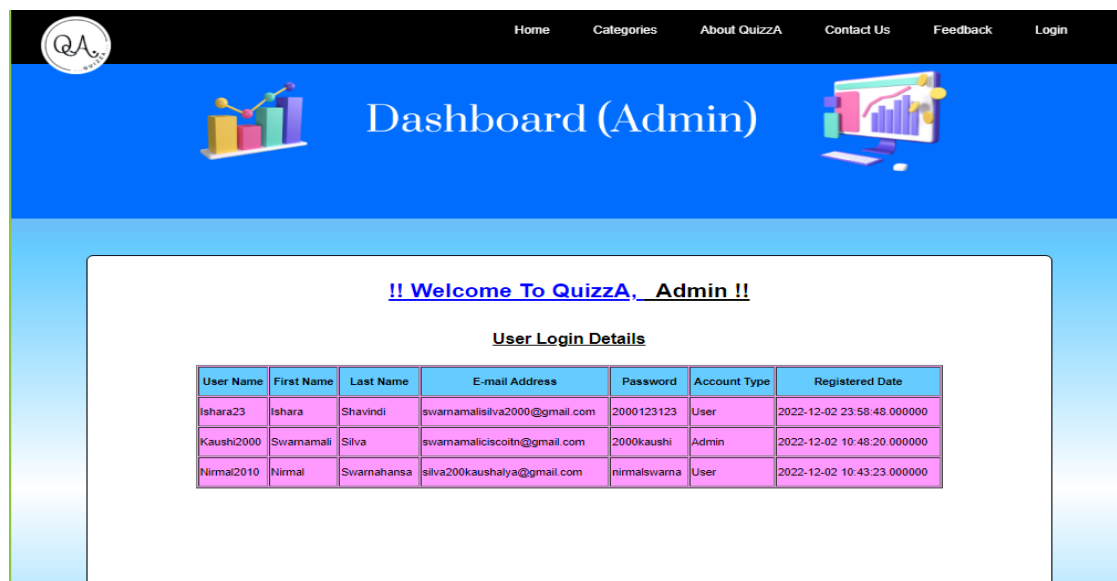 QA.
QUIZZA
Home Categories About QuizzA Contact Us Feedback Login
Dashboard (Admin)
!! Welcome To QuizzA, Admin !!
User Login Details
User Name First Name Last Name E-mail Address Password Account Type Registered Date
Ishara23 Ishara Shavindi swarnamalisilva2000@gmail.com 2000123123 User 2022-12-02 23:58:48.000000
Kaushi2000 Swarnamali Silva swarnamaliciscoitn@gmail.com 2000kaushi Admin 2022-12-02 10:48:20.000000
Nirmal2010 Nirmal Swarnahansa silva200kaushalya@gmail.com nirmalswarna User 2022-12-02 10:43:23.000000